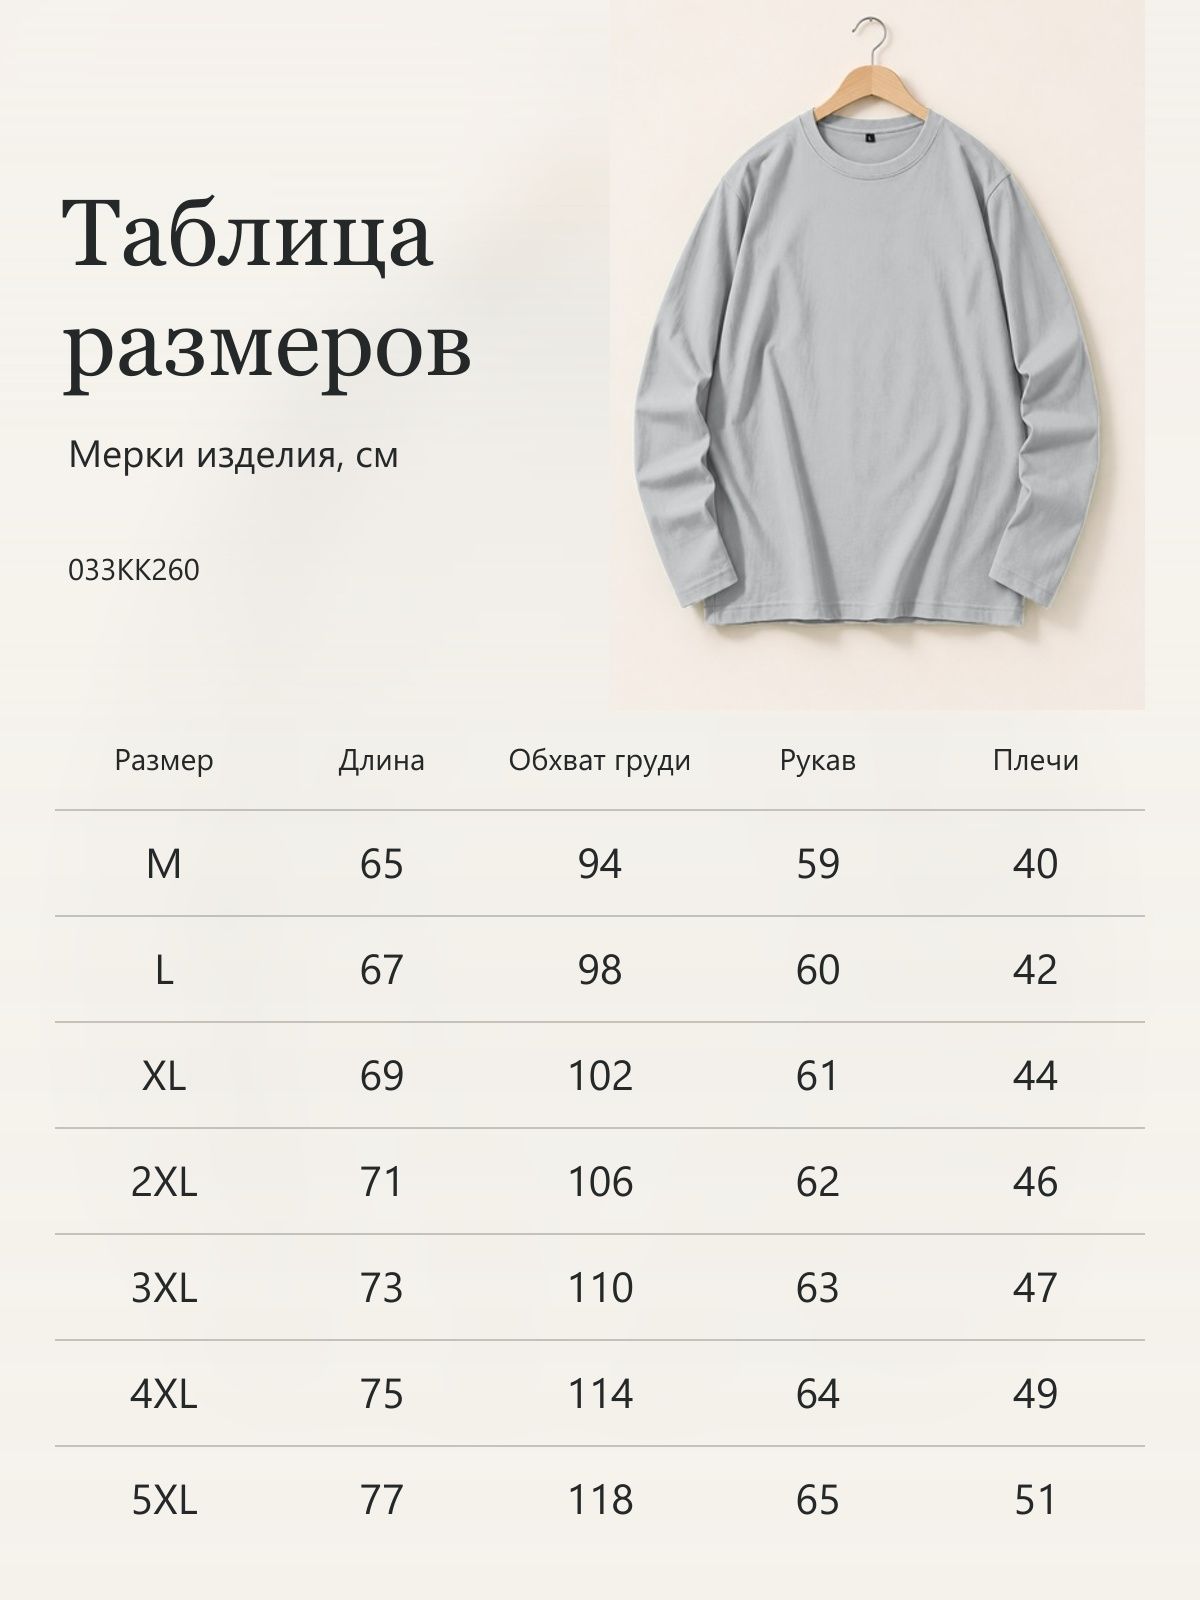 Таблица
размеров
Мерки изделия, см
033КК260
Размер Длина Обхват груди Рукав Плечи
M 65 94 59 40
L 67 98 60 42
XL 69 102 61 44
2XL 71 106 62 46
3XL 73 110 63 47
4XL 75 114 64 49
5XL 77 118 65 51